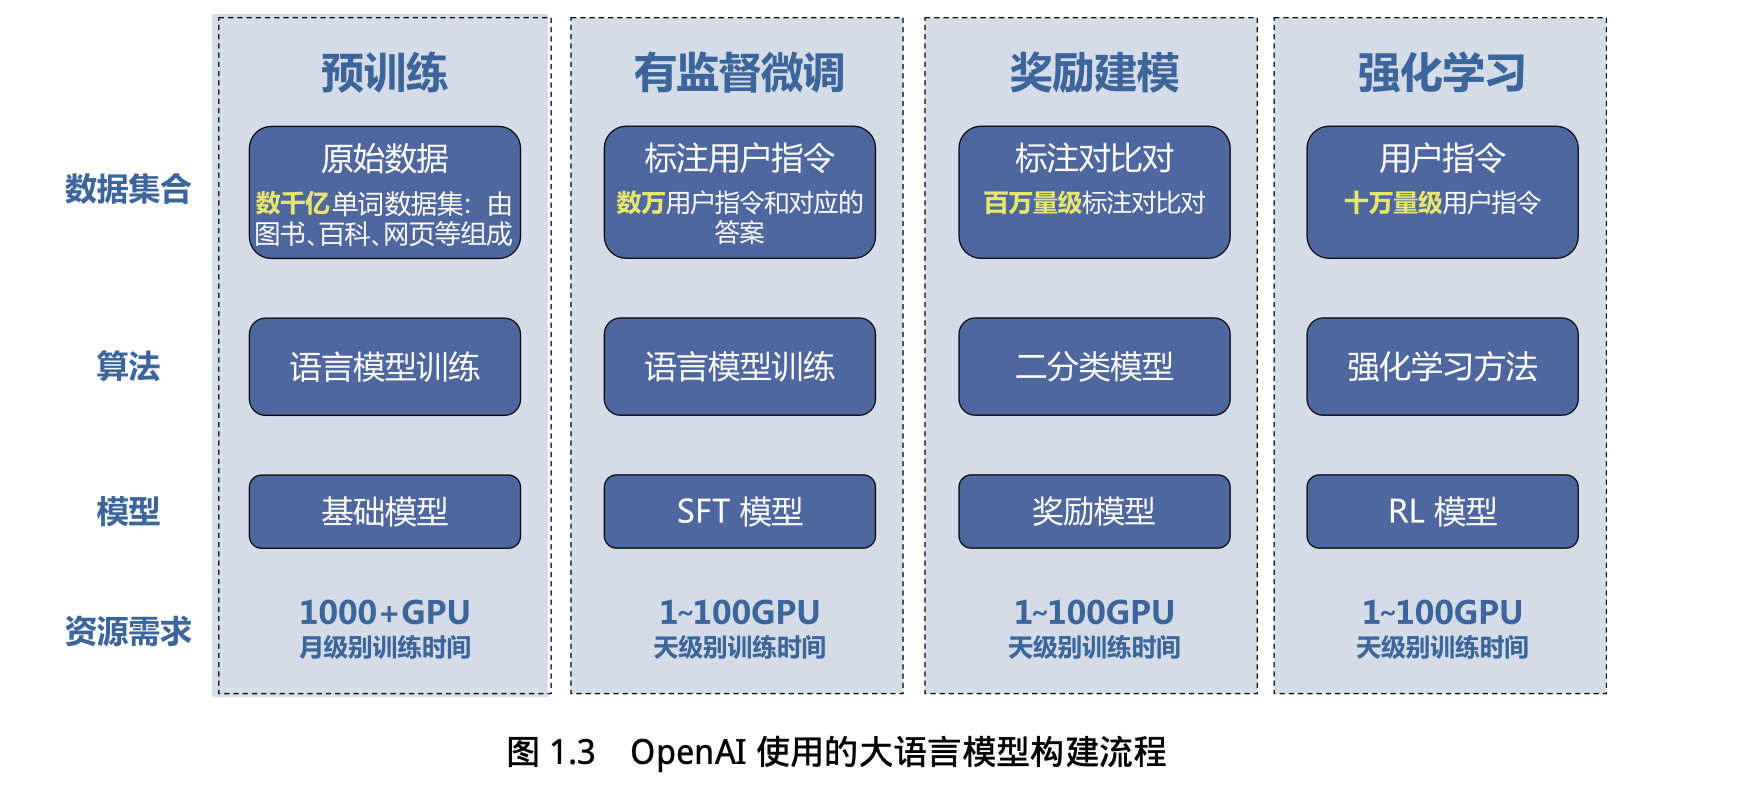 预训练
有监督微调
奖励建模
强化学习
数据集合
原始数据
数千亿单词数据集：由
图书、百科、网页等组成
标注用户指令
数万用户指令和对应的
答案
标注对比对
百万量级标注对比对
用户指令
十万量级用户指令
算法
语言模型训练
语言模型训练
二分类模型
强化学习方法
模型
基础模型
SFT 模型
奖励模型
RL 模型
资源需求
1000+GPU
月级别训练时间
1~100GPU
天级别训练时间
1~100GPU
天级别训练时间
1~100GPU
天级别训练时间
图 1.3 OpenAI 使用的大语言模型构建流程